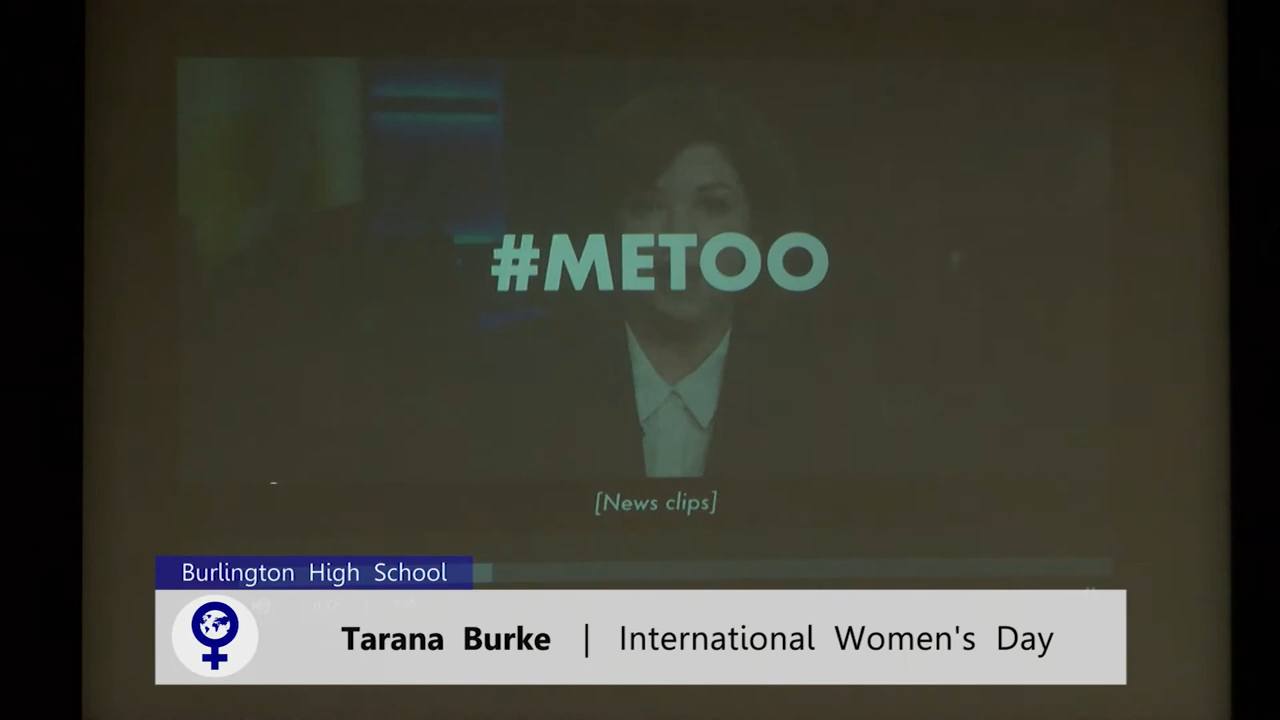 #METOO
[News clips]
Burlington High School
Tarana Burke | International Women's Day